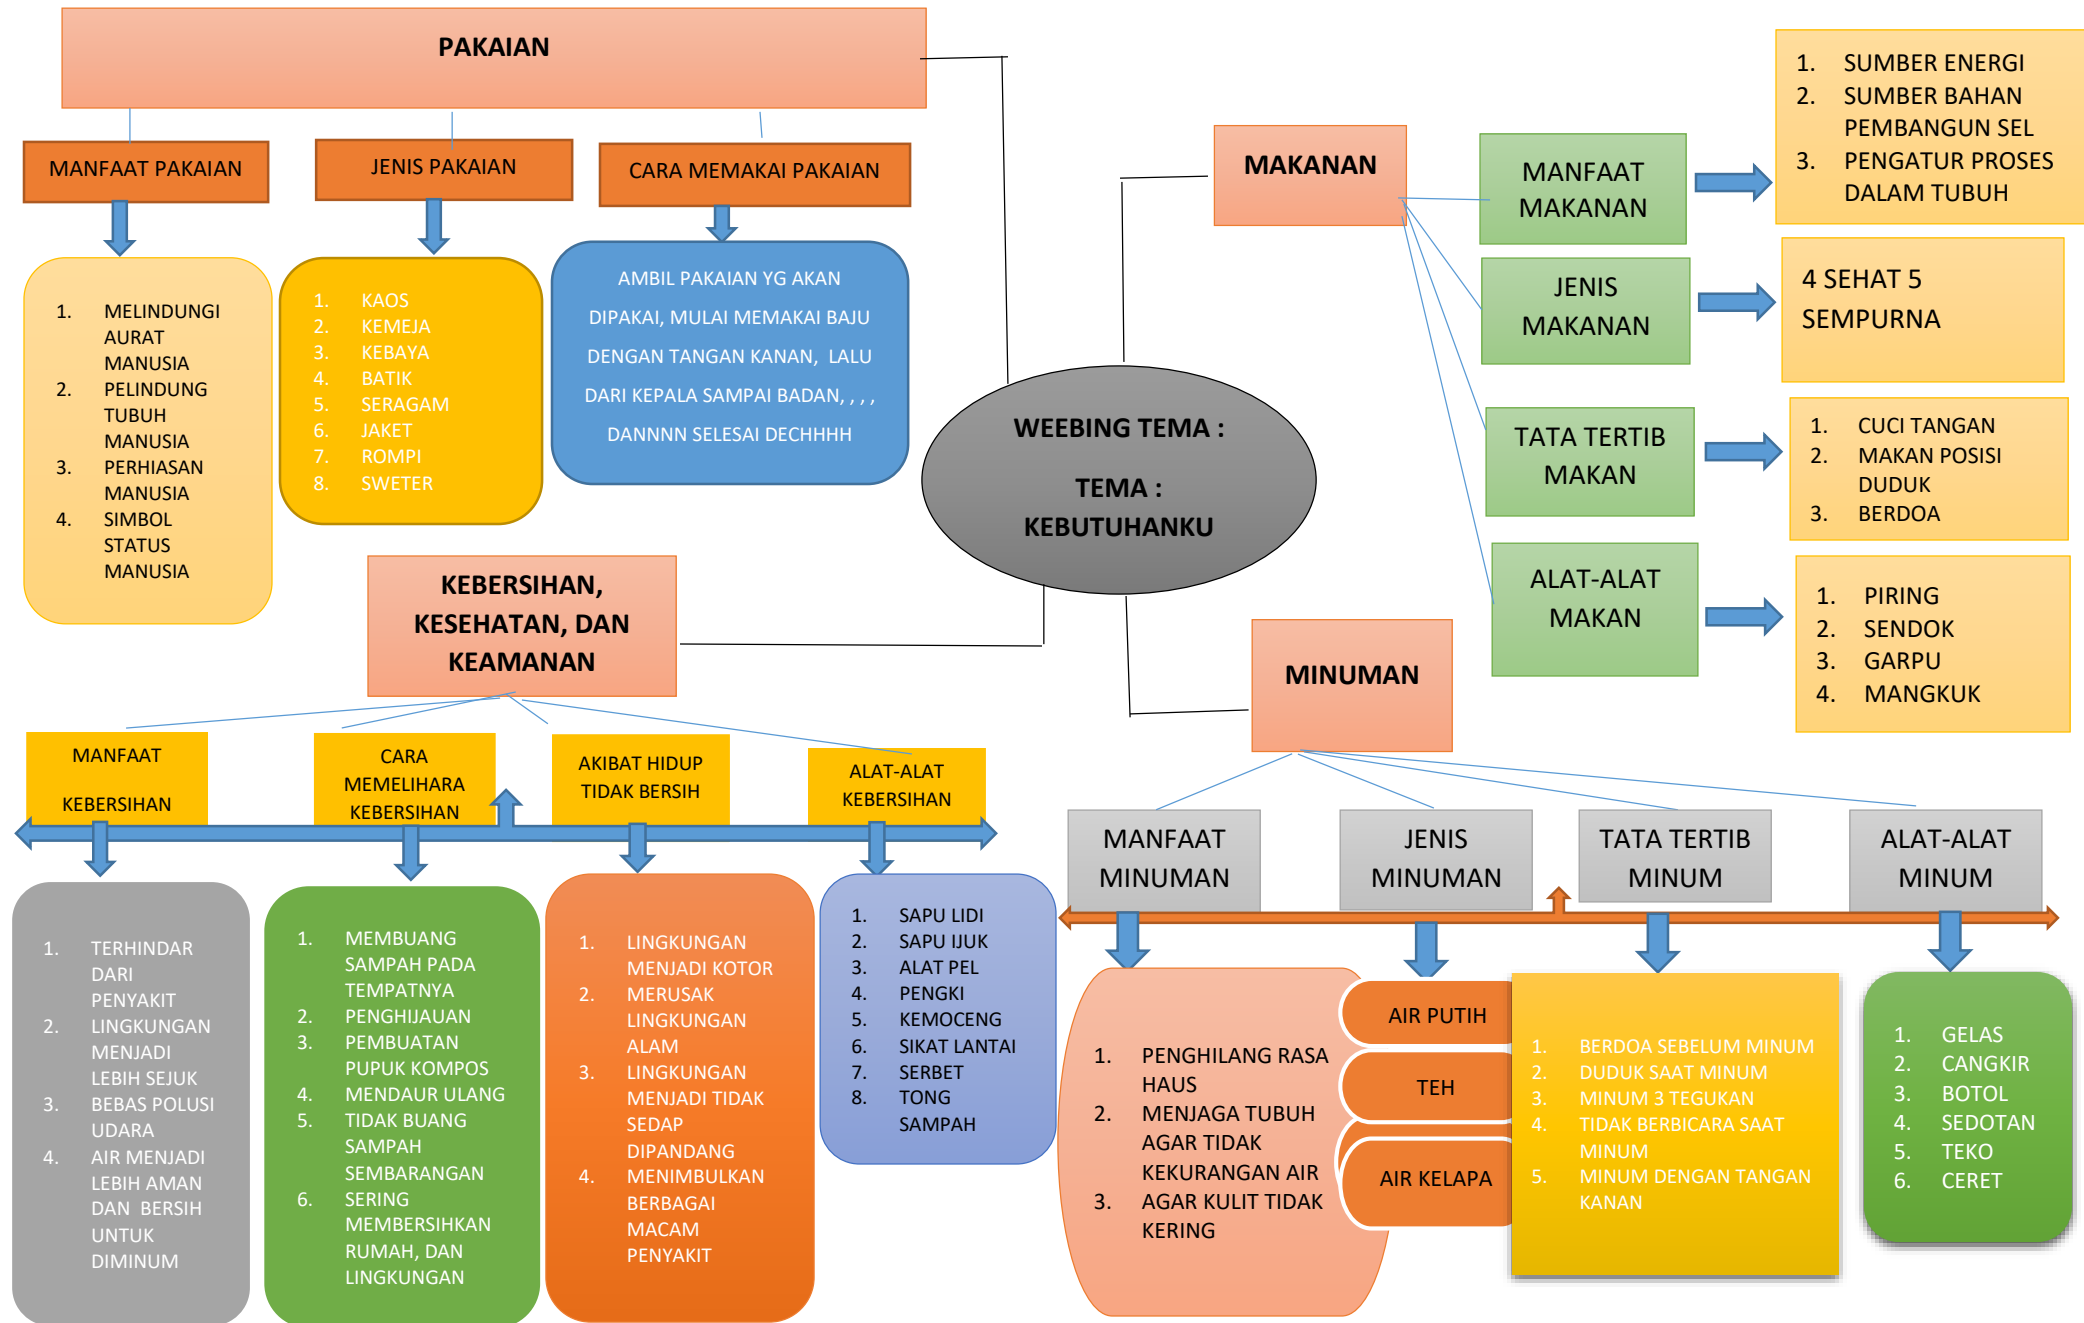 PAKAIAN
MANFAAT PAKAIAN
JENIS PAKAIAN
CARA MEMAKAI PAKAIAN
1. MELINDUNGI
AURAT
MANUSIA
2. PELINDUNG
TUBUH
MANUSIA
3. PERHIASAN
MANUSIA
4. SIMBOL
STATUS
MANUSIA
1. KAOS
2. KEMEJA
3. KEBAYA
4. BATIK
5. SERAGAM
6. JAKET
7. ROMPI
8. SWETER
AMBIL PAKAIAN YG AKAN
DIPAKAI, MULAI MEMAKAI BAJU
DENGAN TANGAN KANAN, LALU
DARI KEPALA SAMPAI BADAN, , , ,
DANNNN SELESAI DECHHHH
WEEBING TEMA :
TEMA :
KEBUTUHANKU
MAKANAN
MANFAAT
MAKANAN
1. SUMBER ENERGI
2. SUMBER BAHAN
PEMBANGUN SEL
3. PENGATUR PROSES
DALAM TUBUH
JENIS
MAKANAN
4 SEHAT 5
SEMPURNA
TATA TERTIB
MAKAN
1. CUCI TANGAN
2. MAKAN POSISI
DUDUK
3. BERDOA
ALAT-ALAT
MAKAN
1. PIRING
2. SENDOK
3. GARPU
4. MANGKUK
KEBERSIHAN,
KESEHATAN, DAN
KEAMANAN
MANFAAT
KEBERSIHAN
CARA
MEMELIHARA
KEBERSIHAN
AKIBAT HIDUP
TIDAK BERSIH
ALAT-ALAT
KEBERSIHAN
1. TERHINDAR
DARI
PENYAKIT
2. LINGKUNGAN
MENJADI
LEBIH SEJUK
3. BEBAS POLUSI
UDARA
4. AIR MENJADI
LEBIH AMAN
DAN BERSIH
UNTUK
DIMINUM
1. MEMBUANG
SAMPAH PADA
TEMPATNYA
2. PENGHIJAUAN
3. PEMBUATAN
PUPUK KOMPOS
4. MENDAUR ULANG
5. TIDAK BUANG
SAMPAH
SEMBARANGAN
6. SERING
MEMBERSIHKAN
RUMAH, DAN
LINGKUNGAN
1. LINGKUNGAN
MENJADI KOTOR
2. MERUSAK
LINGKUNGAN
ALAM
3. LINGKUNGAN
MENJADI TIDAK
SEDAP
DIPANDANG
4. MENIMBULKAN
BERBAGAI
MACAM
PENYAKIT
1. SAPU LIDI
2. SAPU IJUK
3. ALAT PEL
4. PENGKI
5. KEMOCENG
6. SIKAT LANTAI
7. SERBET
8. TONG
SAMPAH
MINUMAN
MANFAAT
MINUMAN
JENIS
MINUMAN
TATA TERTIB
MINUM
ALAT-ALAT
MINUM
1. PENGHILANG RASA
HAUS
2. MENJAGA TUBUH
AGAR TIDAK
KEKURANGAN AIR
3. AGAR KULIT TIDAK
KERING
AIR PUTIH
TEH
AIR KELAPA
1. BERDOA SEBELUM MINUM
2. DUDUK SAAT MINUM
3. MINUM 3 TEGUKAN
4. TIDAK BERBICARA SAAT
MINUM
5. MINUM DENGAN TANGAN
KANAN
1. GELAS
2. CANGKIR
3. BOTOL
4. SEDOTAN
5. TEKO
6. CERET